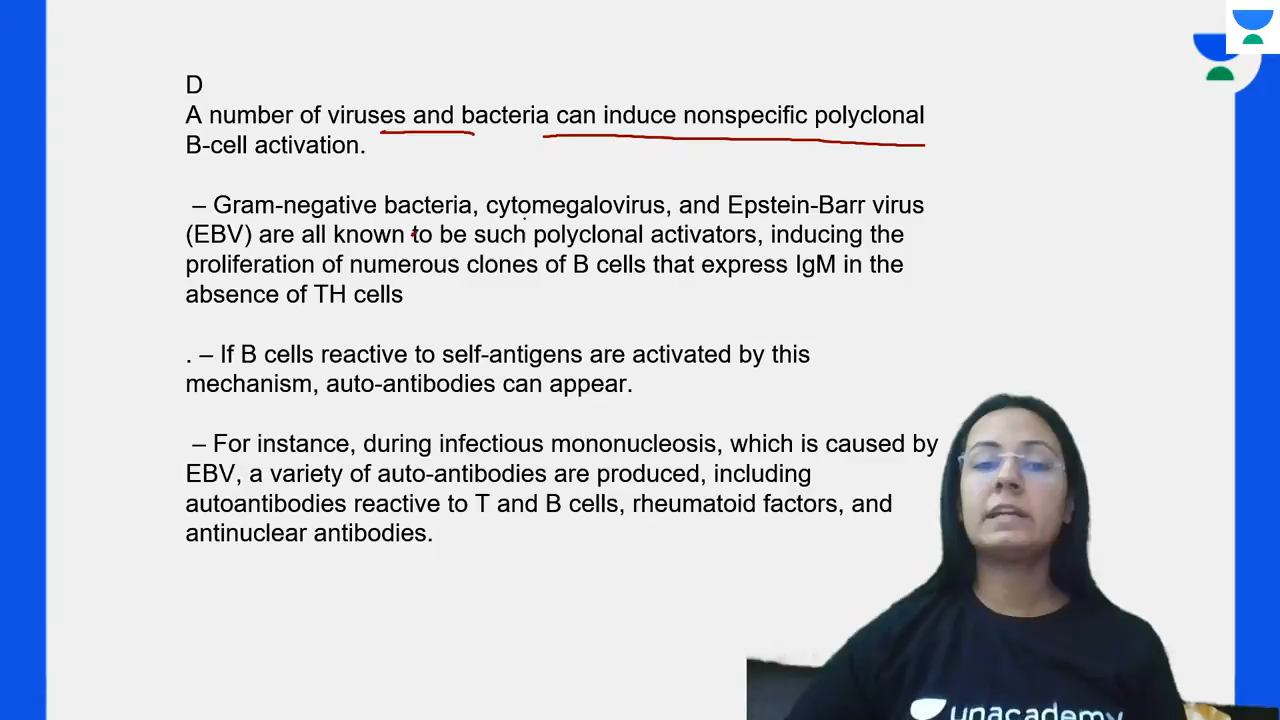 D
A number of viruses and bacteria can induce nonspecific polyclonal
B-cell activation.
– Gram-negative bacteria, cytomegalovirus, and Epstein-Barr virus
(EBV) are all known to be such polyclonal activators, inducing the
proliferation of numerous clones of B cells that express IgM in the
absence of TH cells
. – If B cells reactive to self-antigens are activated by this
mechanism, auto-antibodies can appear.
– For instance, during infectious mononucleosis, which is caused by
EBV, a variety of auto-antibodies are produced, including
autoantibodies reactive to T and B cells, rheumatoid factors, and
antinuclear antibodies.
unacademy